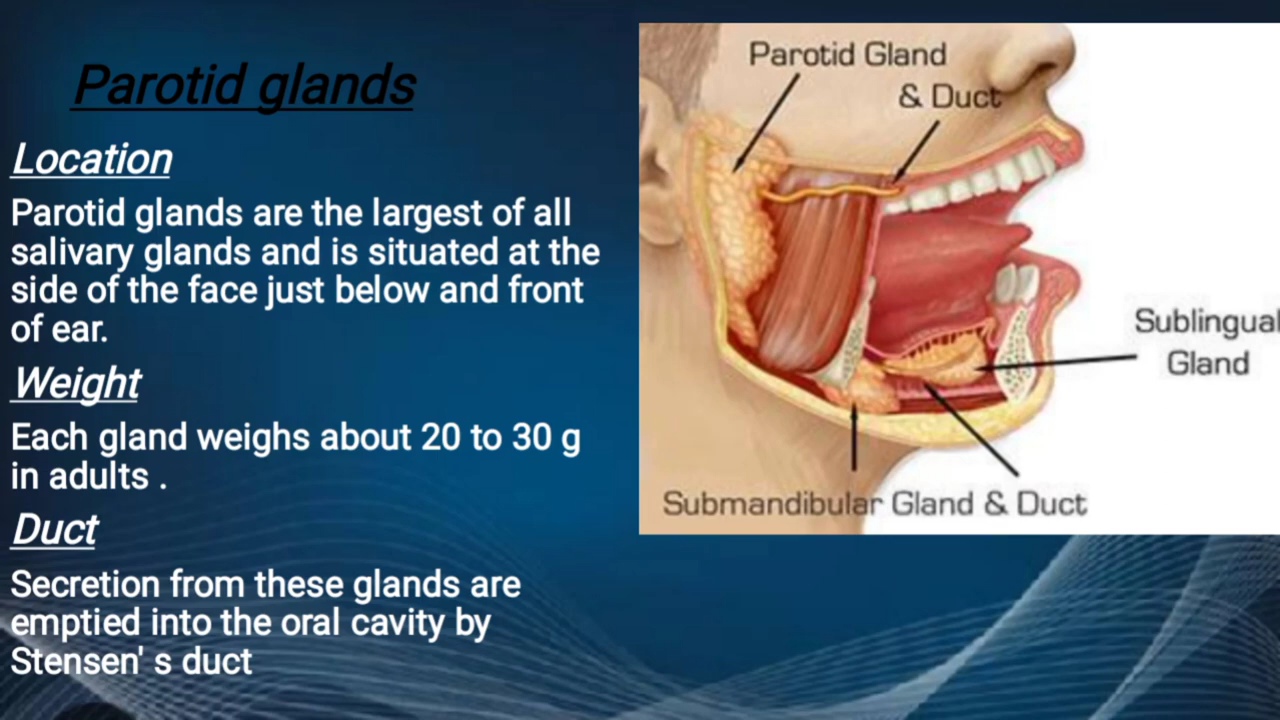 Parotid glands
Location
Parotid glands are the largest of all
salivary glands and is situated at the
side of the face just below and front
of ear.
Weight
Each gland weighs about 20 to 30 g
in adults .
Duct
Secretion from these glands are
emptied into the oral cavity by
Stensen' s duct
Parotid Gland
& Duct
Sublingual
Gland
Submandibular Gland & Duct